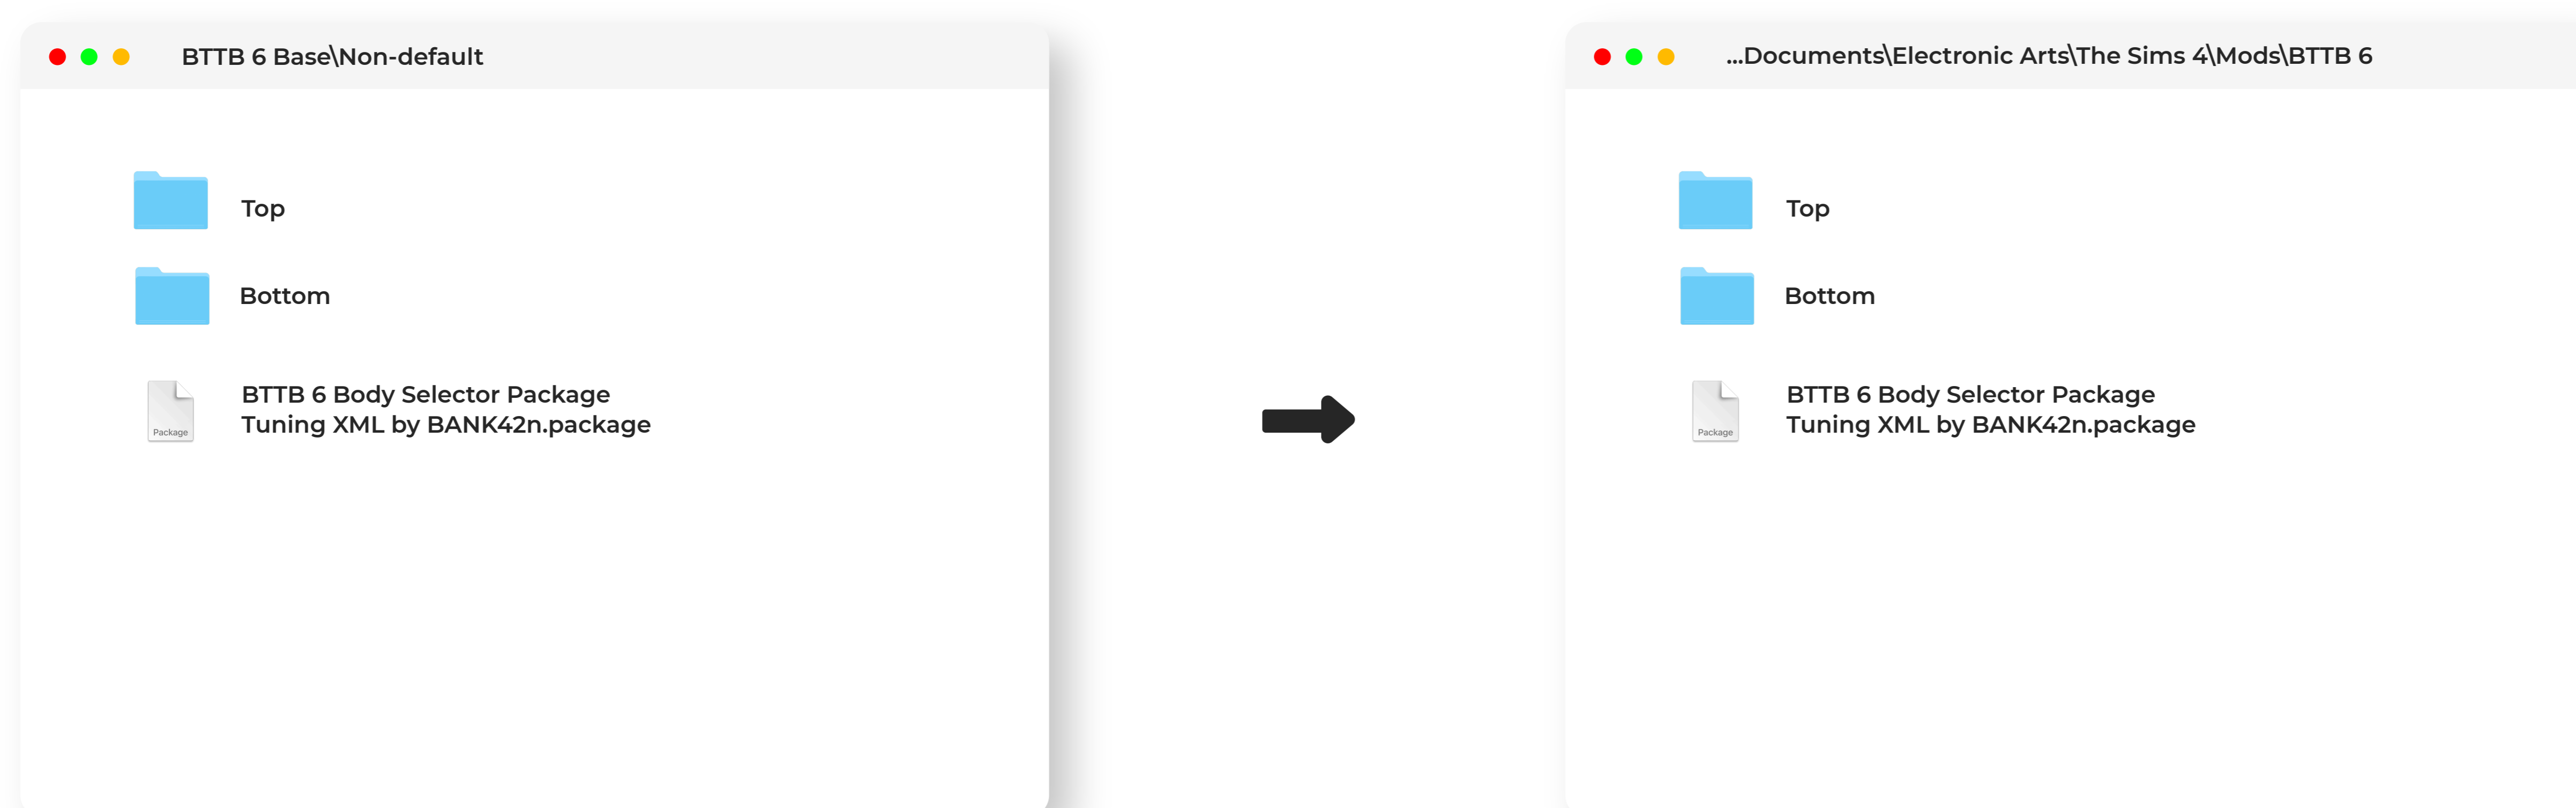 BTTB 6 Base\Non-default
Top
Bottom
Package
BTTB 6 Body Selector Package
Tuning XML by BANK42n.package
...Documents\Electronic Arts\The Sims 4\Mods\BTTB 6
Top
Bottom
Package
BTTB 6 Body Selector Package
Tuning XML by BANK42n.package